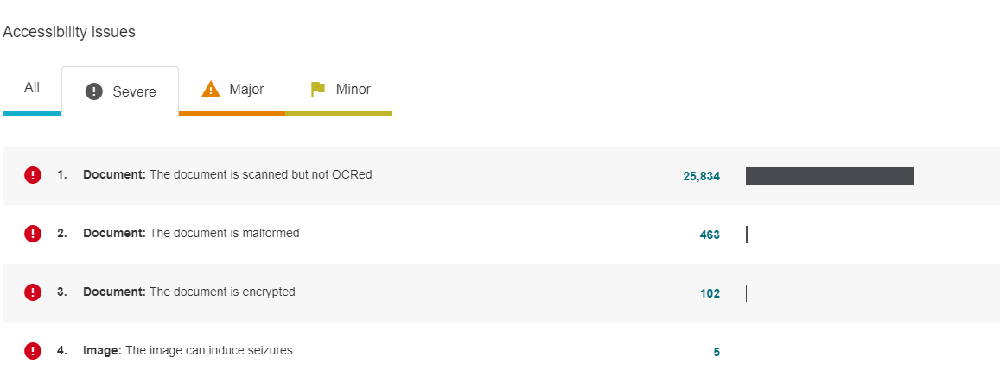 Accessibility issues
All Severe Major Minor
1. Document: The document is scanned but not OCRed 25,834
2. Document: The document is malformed 463
3. Document: The document is encrypted 102
4. Image: The image can induce seizures 5